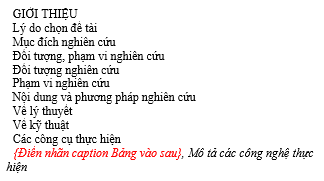 GIỚI THIỆU
Lý do chọn đề tài
Mục đích nghiên cứu
Đối tượng, phạm vi nghiên cứu
Đối tượng nghiên cứu
Phạm vi nghiên cứu
Nội dung và phương pháp nghiên cứu
Về lý thuyết
Về kỹ thuật
Các công cụ thực hiện
{Điền nhãn caption Bảng vào sau}, Mô tả các công nghệ thực
hiện